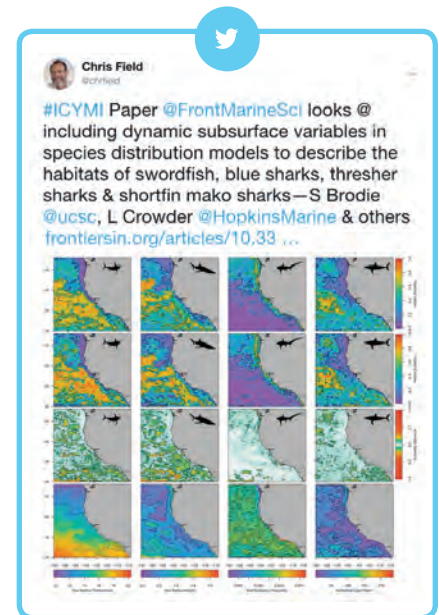 Chris Field
@chrfield
#ICYMI Paper @FrontMarineSci looks @
including dynamic subsurface variables in
species distribution models to describe the
habitats of swordfish, blue sharks, thresher
sharks & shortfin mako sharks—S Brodie
@ucsc, L Crowder @HopkinsMarine & others
frontiersin.org/articles/10,33 ...